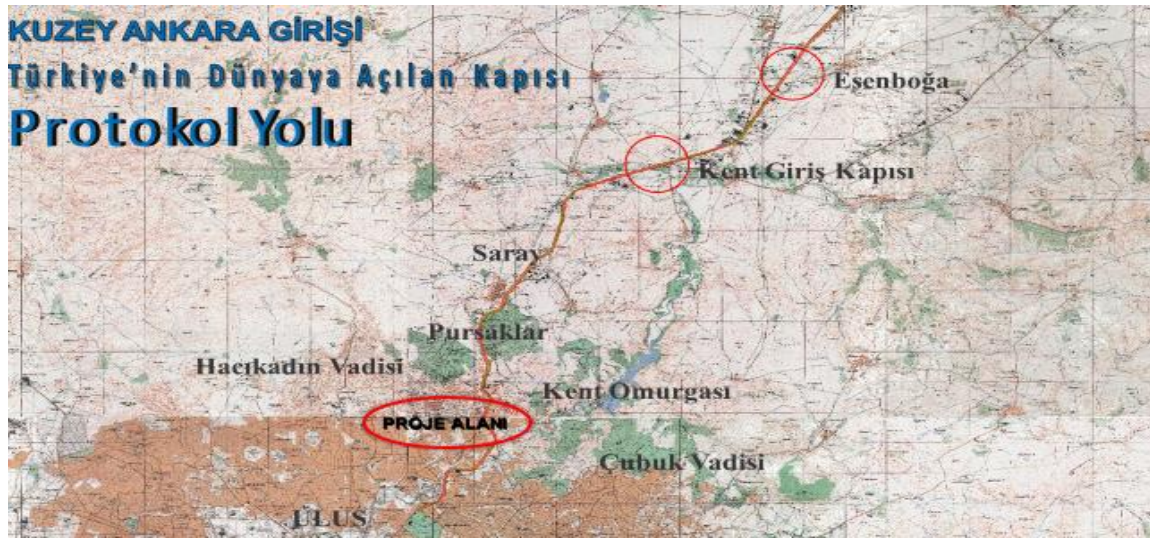 KUZEY ANKARA GİRİŞİ
Türkiye'nin Dünyaya Açılan Kapısı
Protokol Yolu
Esenboğa
Kent Giriş Kapısı
Saray
Pursaklar
Hacıkadın Vadisi
Kent Omurgası
PROJE ALANI
Cubuk Vadisi
ULUS